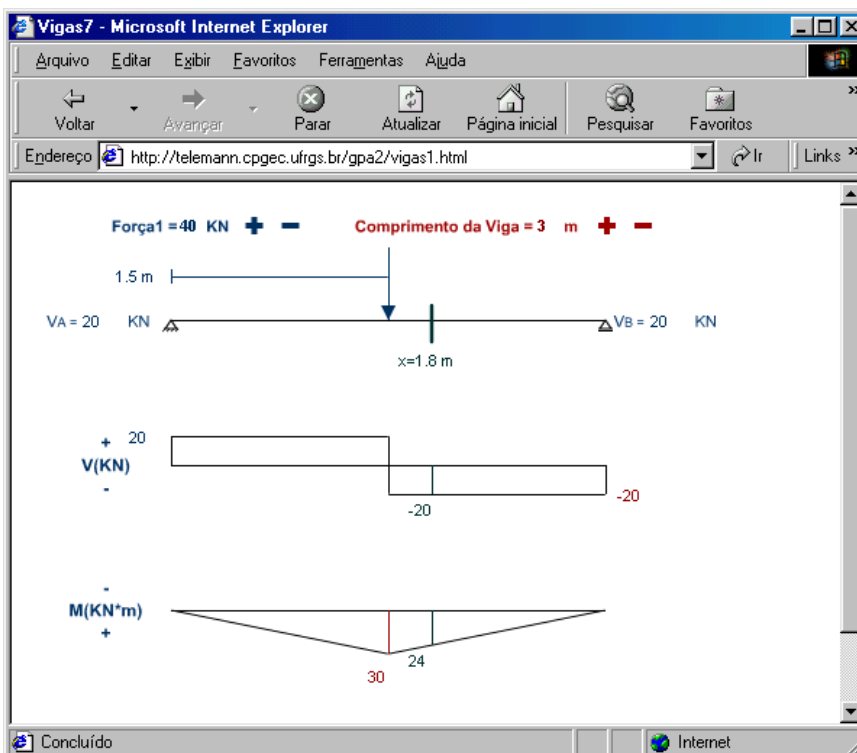 Vigas7 - Microsoft Internet Explorer
Arquivo Editar Exibir Favoritos Ferramentas Ajuda
Voltar Avançar Parar Atualizar Página inicial Pesquisar Favoritos »
Endereço http://telemann.cpgec.ufrgs.br/gpa2/vigas1.html Ir Links »
Força1 = 40 KN + − Comprimento da Viga = 3 m + −
1.5 m
VA = 20 KN VB = 20 KN
x=1.8 m
+ 20
V(KN)
-
-20 -20
-
M(KN*m)
+
24
30
Concluído Internet